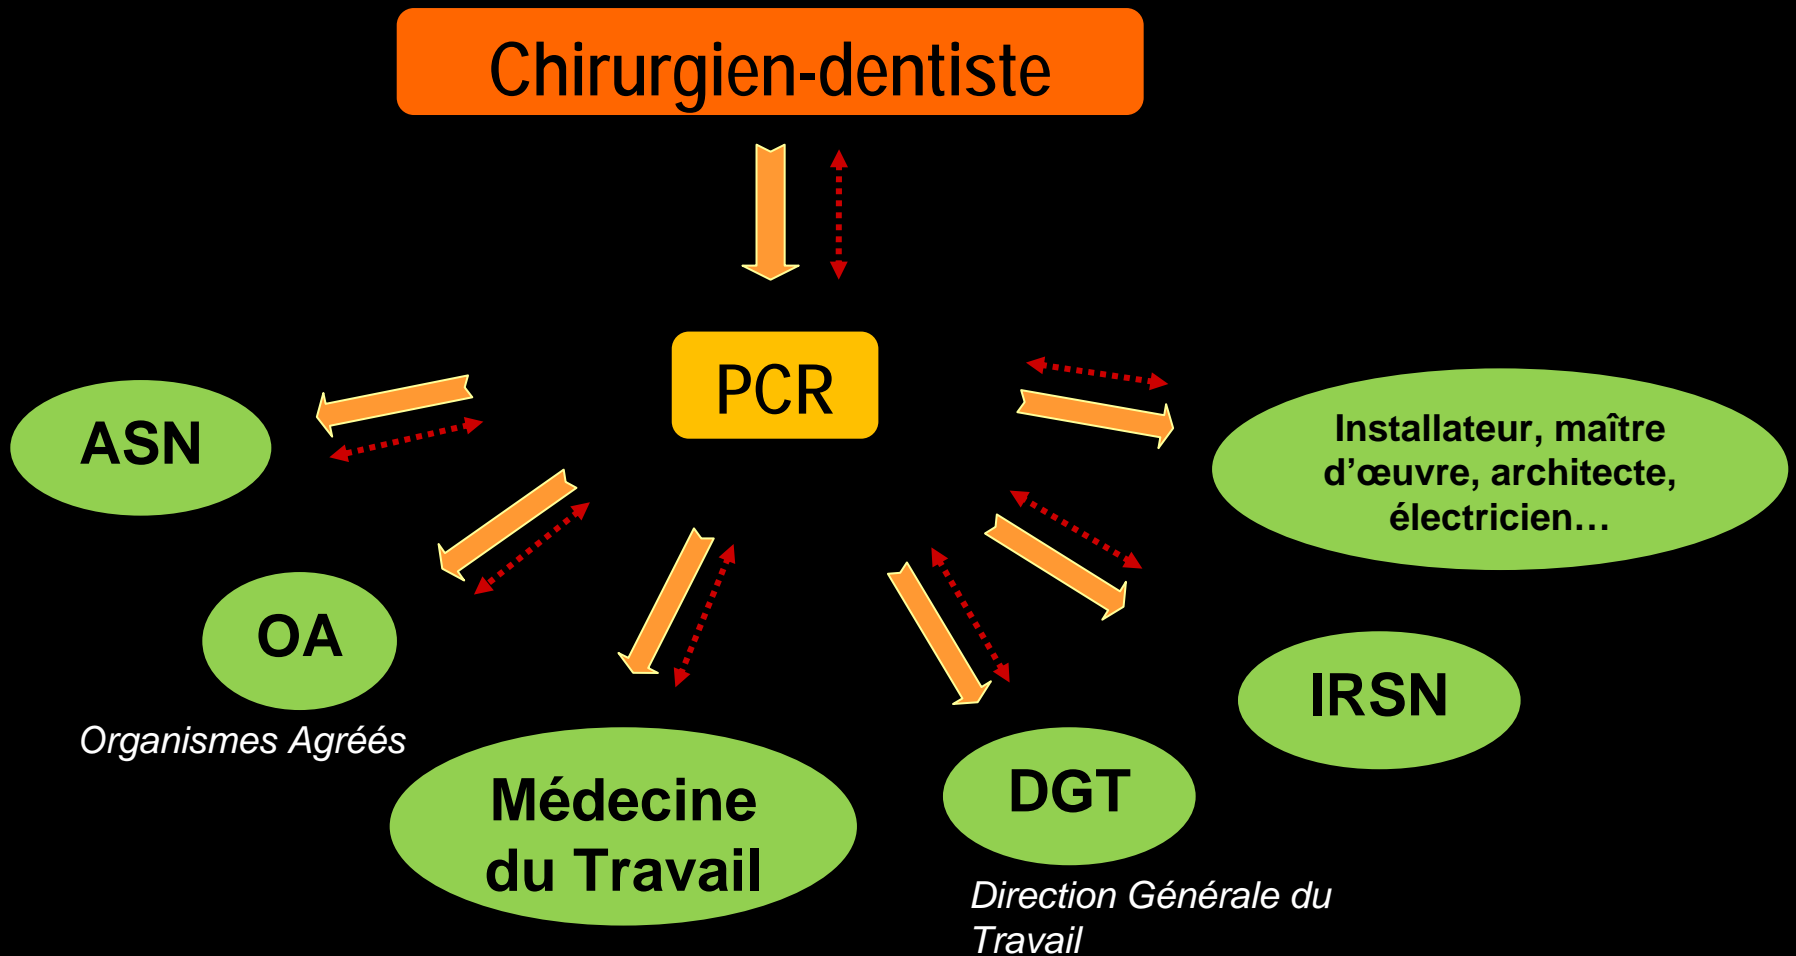 Chirurgien-dentiste
PCR
ASN
Installateur, maître
d’œuvre, architecte,
électricien…
OA
Organismes Agréés
IRSN
Médecine
du Travail
DGT
Direction Générale du
Travail